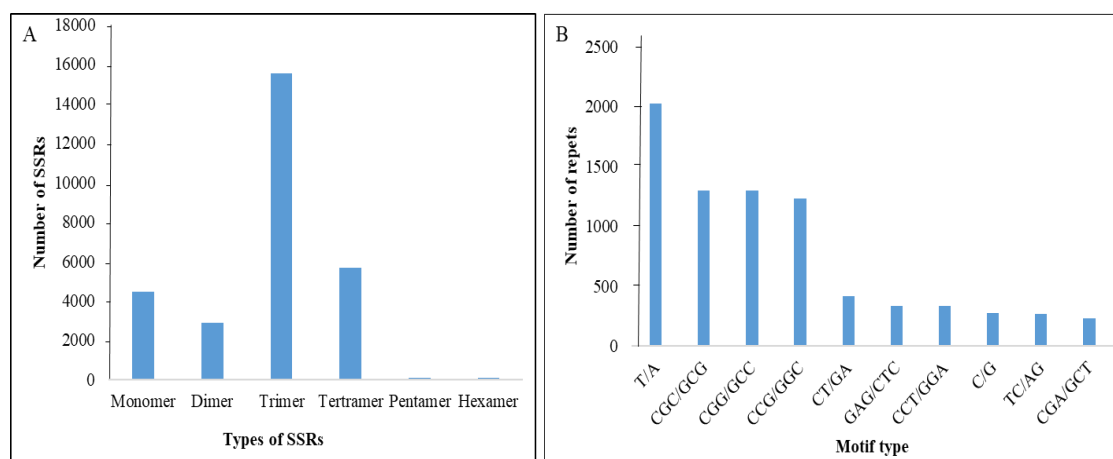 A
18000
16000
14000
12000
10000
8000
6000
4000
2000
0
Number of SSRs
Monomer Dimer Trimer Tertramer Pentamer Hexamer
Types of SSRs
B
2500
2000
1500
1000
500
0
Number of repets
T/A
CGC/GCG
CGG/GCC
CCG/GGC
CT/GA
GAG/CTC
CCT/GGA
C/G
TC/AG
CGA/GCT
Motif type